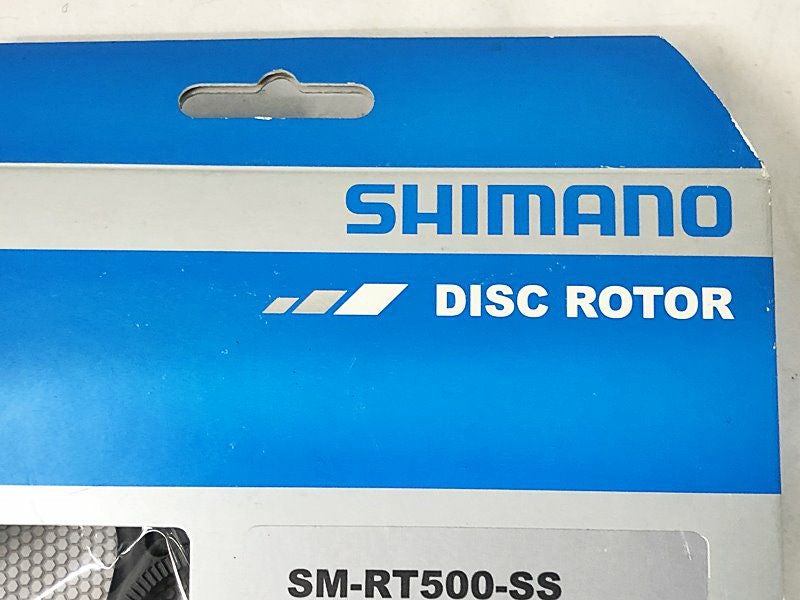 SHIMANO
DISC ROTOR
SM-RT500-SS